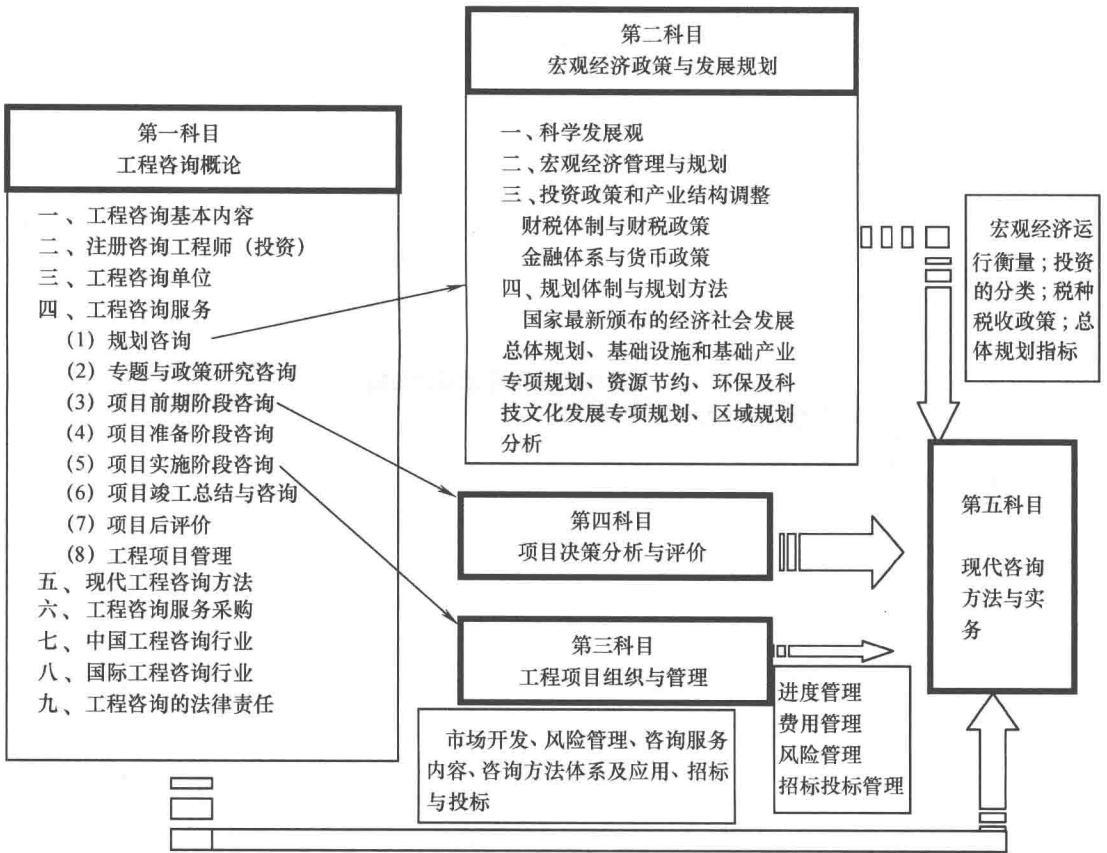 第一科目
工程咨询概论
一、工程咨询基本内容
二、注册咨询工程师（投资）
三、工程咨询单位
四、工程咨询服务
(1) 规划咨询
(2) 专题与政策研究咨询
(3) 项目前期阶段咨询
(4) 项目准备阶段咨询
(5) 项目实施阶段咨询
(6) 项目竣工总结与咨询
(7) 项目后评价
(8) 工程项目管理
五、现代工程咨询方法
六、工程咨询服务采购
七、中国工程咨询行业
八、国际工程咨询行业
九、工程咨询的法律责任
第二科目
宏观经济政策与发展规划
一、科学发展观
二、宏观经济管理与规划
三、投资政策和产业结构调整
财税体制与财税政策
金融体系与货币政策
四、规划体制与规划方法
国家最新颁布的经济社会发展
总体规划、基础设施和基础产业
专项规划、资源节约、环保及科
技文化发展专项规划、区域规划
分析
宏观经济运
行衡量；投资
的分类；税种
税收政策；总
体规划指标
第四科目
项目决策分析与评价
第三科目
工程项目组织与管理
进度管理
费用管理
风险管理
招标投标管理
市场开发、风险管理、咨询服务
内容、咨询方法体系及应用、招标
与投标
第五科目
现代咨询
方法与实
务